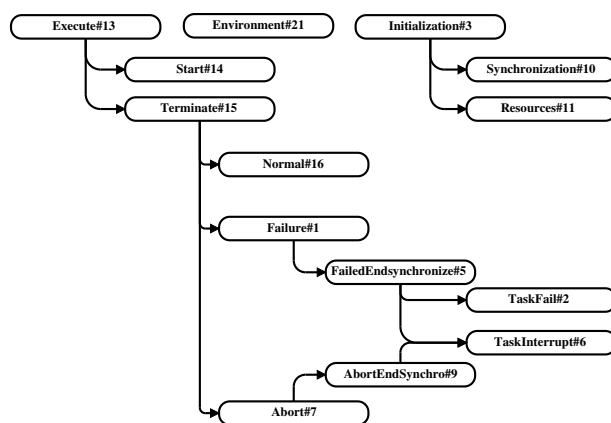 Execute#13
Environment#21
Initialization#3
Start#14
Synchronization#10
Terminate#15
Resources#11
Normal#16
Failure#1
FailedEndsynchronize#5
TaskFail#2
TaskInterrupt#6
AbortEndSynchro#9
Abort#7